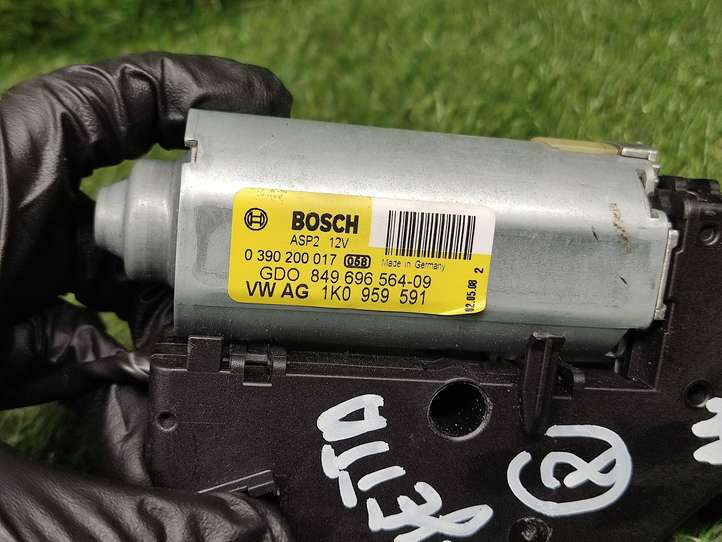 BOSCH
ASP2 12V
0 390 200 017 058 Made in Germany
GDO 849 696 564-09
VW AG 1K0 959 591
02.05.08 2
JETTA
2